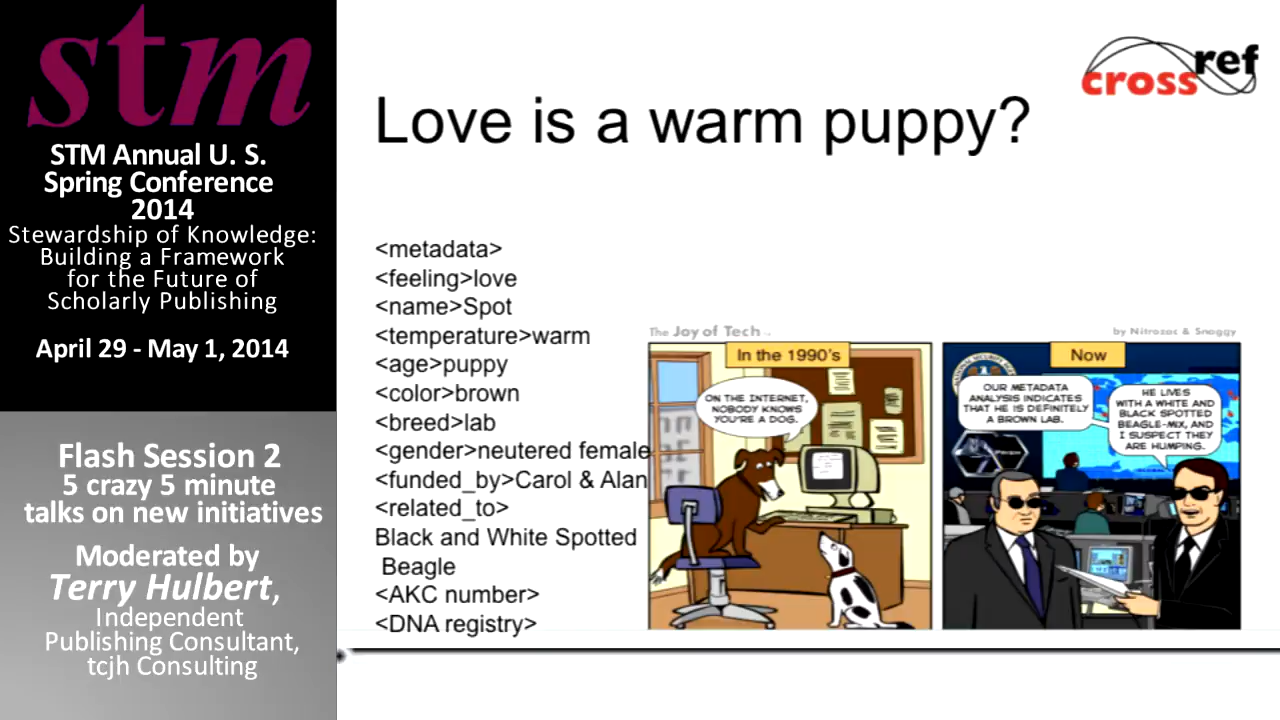 stm
STM Annual U. S.
Spring Conference
2014
Stewardship of Knowledge:
Building a Framework
for the Future of
Scholarly Publishing
April 29 - May 1, 2014
Flash Session 2
5 crazy 5 minute
talks on new initiatives
Moderated by
Terry Hulbert,
Independent
Publishing Consultant,
tcjh Consulting
crossref
Love is a warm puppy?
<metadata>
<feeling>love
<name>Spot
<temperature>warm
<age>puppy
<color>brown
<breed>lab
<gender>neutered female
<funded_by>Carol & Alan
<related_to>
Black and White Spotted
Beagle
<AKC number>
<DNA registry>
The Joy of Tech
by Nitrozac & Snaggy
In the 1990's
ON THE INTERNET,
NOBODY KNOWS
YOU'RE A DOG.
Now
OUR METADATA
ANALYSIS INDICATES
THAT HE IS DEFINITELY
A BROWN LAB.
HE LIVES
WITH A WHITE AND
BLACK SPOTTED
BEAGLE-MIX, AND
I SUSPECT THEY
ARE HUMPING.